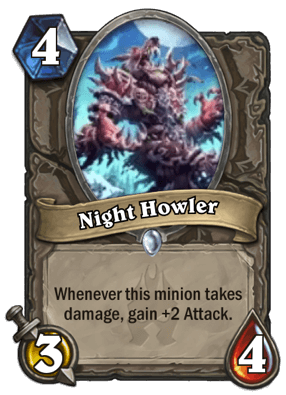 4
Night Howler
Whenever this minion takes
damage, gain +2 Attack.
3
4